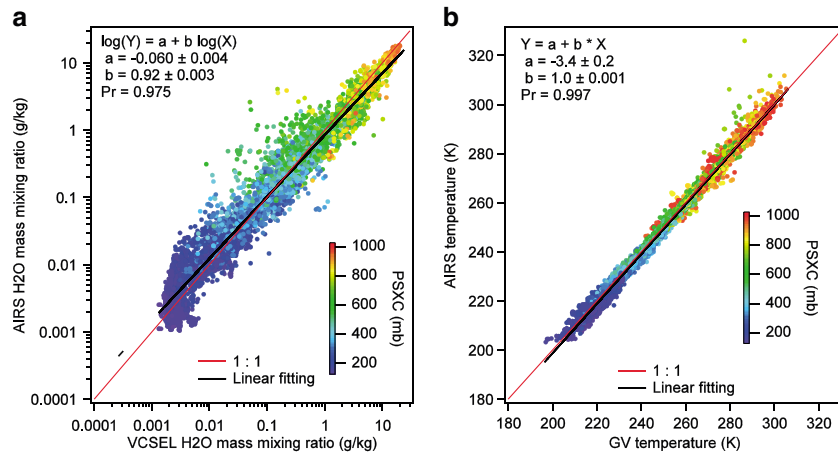 a
log(Y) = a + b log(X)
a = -0.060 ± 0.004
b = 0.92 ± 0.003
Pr = 0.975
AIRS H2O mass mixing ratio (g/kg)
10
1
0.1
0.01
0.001
0.0001
0.0001
0.001
0.01
0.1
1
10
VCSEL H2O mass mixing ratio (g/kg)
1000
800
600
400
200
PSXC (mb)
1 : 1
Linear fitting
b
Y = a + b * X
a = -3.4 ± 0.2
b = 1.0 ± 0.001
Pr = 0.997
AIRS temperature (K)
320
300
280
260
240
220
200
180
180
200
220
240
260
280
300
320
GV temperature (K)
1000
800
600
400
200
PSXC (mb)
1 : 1
Linear fitting